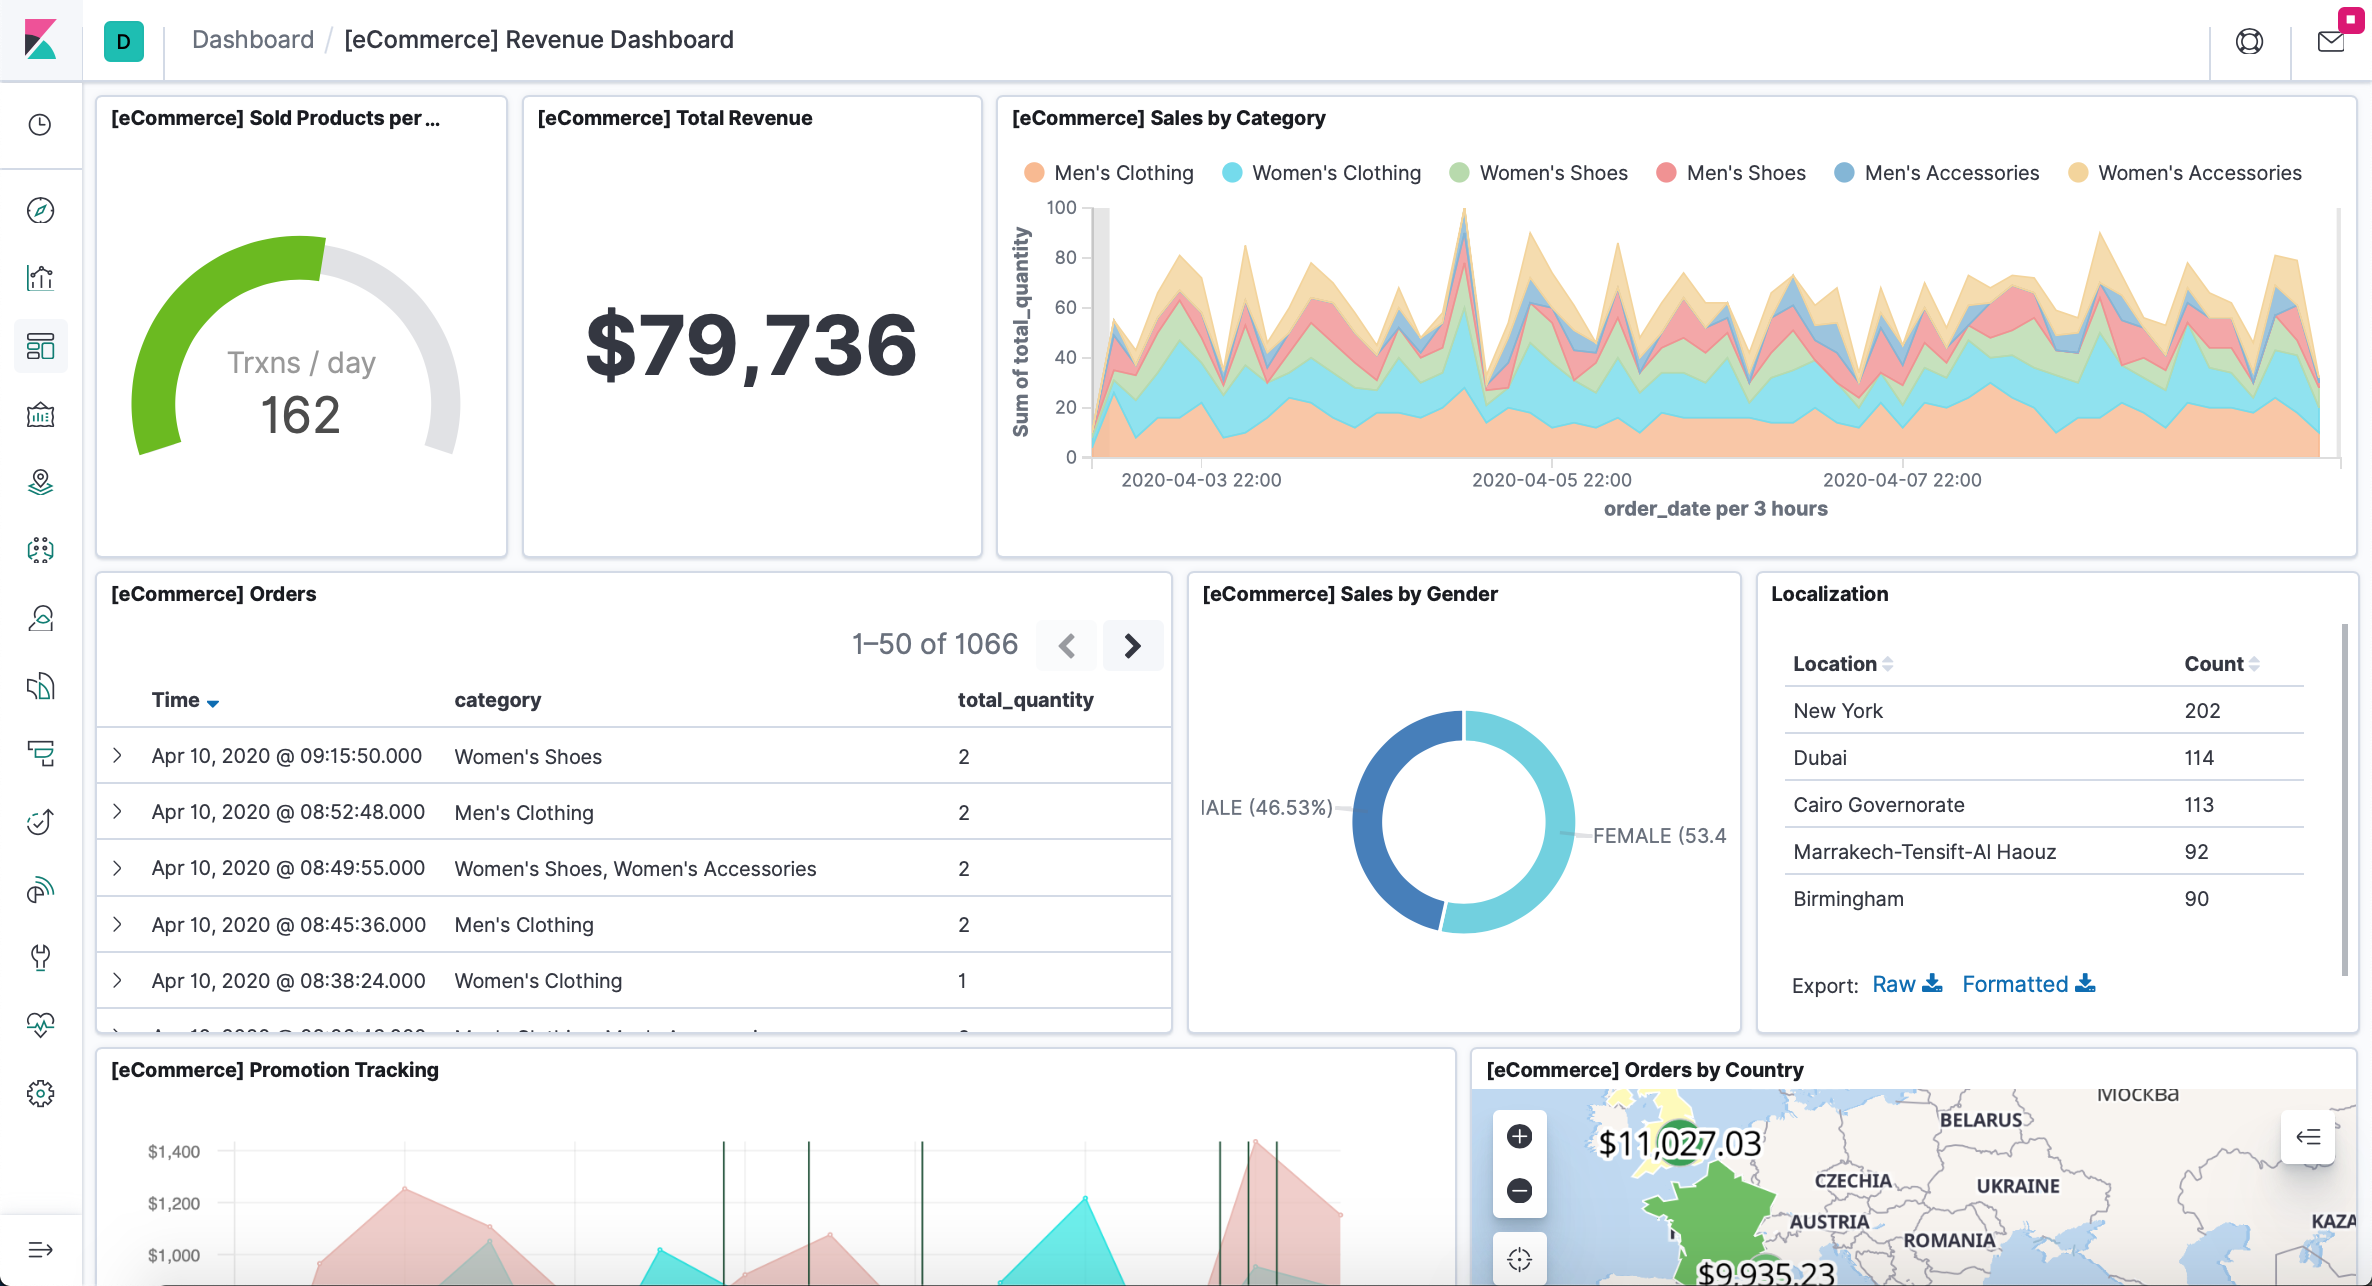 D
Dashboard / [eCommerce] Revenue Dashboard
[eCommerce] Sold Products per ...
Trxns / day
162
[eCommerce] Total Revenue
$79,736
[eCommerce] Sales by Category
Men's Clothing Women's Clothing Women's Shoes Men's Shoes Men's Accessories Women's Accessories
Sum of total_quantity
100
80
60
40
20
0
2020-04-03 22:00 2020-04-05 22:00 2020-04-07 22:00
order_date per 3 hours
[eCommerce] Orders
1–50 of 1066
Time category total_quantity
Apr 10, 2020 @ 09:15:50.000 Women's Shoes 2
Apr 10, 2020 @ 08:52:48.000 Men's Clothing 2
Apr 10, 2020 @ 08:49:55.000 Women's Shoes, Women's Accessories 2
Apr 10, 2020 @ 08:45:36.000 Men's Clothing 2
Apr 10, 2020 @ 08:38:24.000 Women's Clothing 1
[eCommerce] Sales by Gender
IALE (46.53%)
FEMALE (53.4
Localization
Location Count
New York 202
Dubai 114
Cairo Governorate 113
Marrakech-Tensift-Al Haouz 92
Birmingham 90
Export: Raw Formatted
[eCommerce] Promotion Tracking
$1,400
$1,200
$1,000
[eCommerce] Orders by Country
Москва
BELARUS
$11,027.03
CZECHIA
UKRAINE
AUSTRIA
KAZA
ROMANIA
$9,935.23